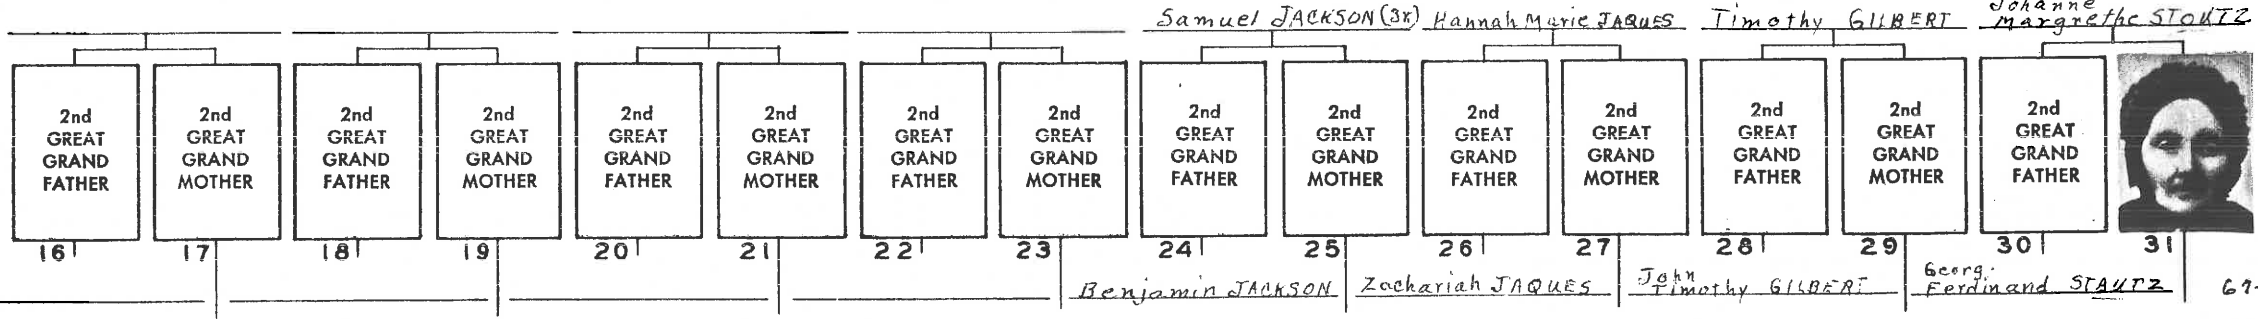 Samuel JACKSON (3x) Hannah Marie JAQUES Timothy GILBERT Johanne
Margrethe STOUTZ
2nd GREAT GRAND FATHER
2nd GREAT GRAND MOTHER
2nd GREAT GRAND FATHER
2nd GREAT GRAND MOTHER
2nd GREAT GRAND FATHER
2nd GREAT GRAND MOTHER
2nd GREAT GRAND FATHER
2nd GREAT GRAND MOTHER
2nd GREAT GRAND FATHER
2nd GREAT GRAND MOTHER
2nd GREAT GRAND FATHER
2nd GREAT GRAND MOTHER
2nd GREAT GRAND FATHER
2nd GREAT GRAND MOTHER
2nd GREAT GRAND FATHER
16 17 18 19 20 21 22 23 24 25 26 27 28 29 30 31
Benjamin JACKSON
Zachariah JAQUES
John
Timothy GILBERT
Georg.
Ferdinand STAUTZ